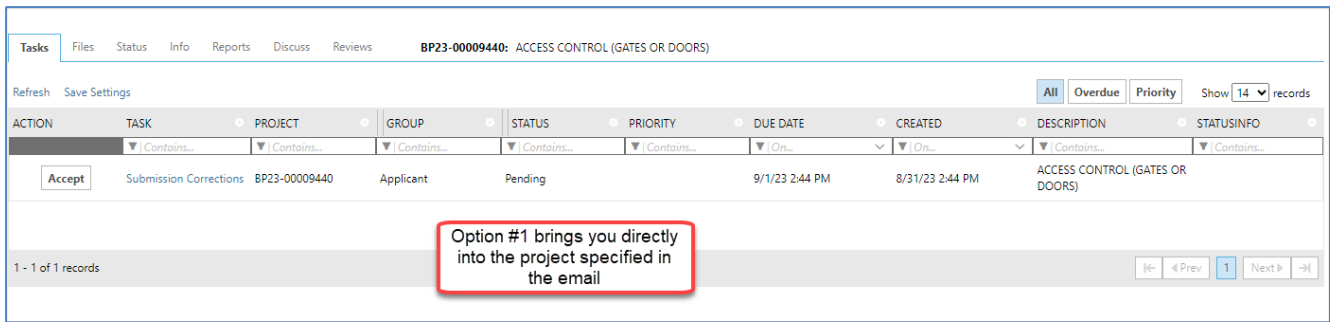 Tasks Files Status Info Reports Discuss Reviews BP23-00009440: ACCESS CONTROL (GATES OR DOORS)
Refresh Save Settings All Overdue Priority Show 14 records
ACTION TASK PROJECT GROUP STATUS PRIORITY DUE DATE CREATED DESCRIPTION STATUSINFO
Contains... Contains... Contains... Contains... Contains... On... On... Contains... Contains...
Accept Submission Corrections BP23-00009440 Applicant Pending 9/1/23 2:44 PM 8/31/23 2:44 PM ACCESS CONTROL (GATES OR
DOORS)
Option #1 brings you directly
into the project specified in
the email
1 - 1 of 1 records Prev 1 Next